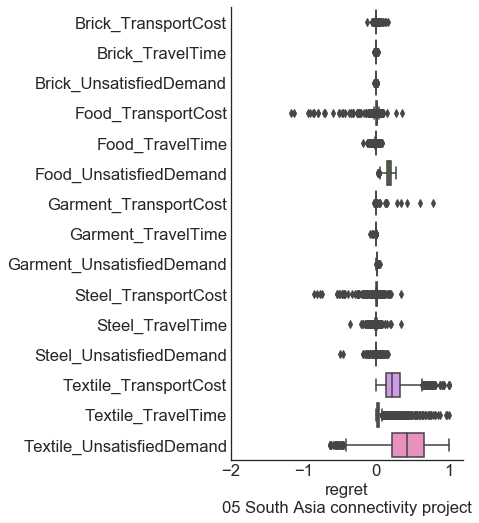 Brick_TransportCost
Brick_TravelTime
Brick_UnsatisfiedDemand
Food_TransportCost
Food_TravelTime
Food_UnsatisfiedDemand
Garment_TransportCost
Garment_TravelTime
Garment_UnsatisfiedDemand
Steel_TransportCost
Steel_TravelTime
Steel_UnsatisfiedDemand
Textile_TransportCost
Textile_TravelTime
Textile_UnsatisfiedDemand
−2 −1 0 1
regret
05 South Asia connectivity project